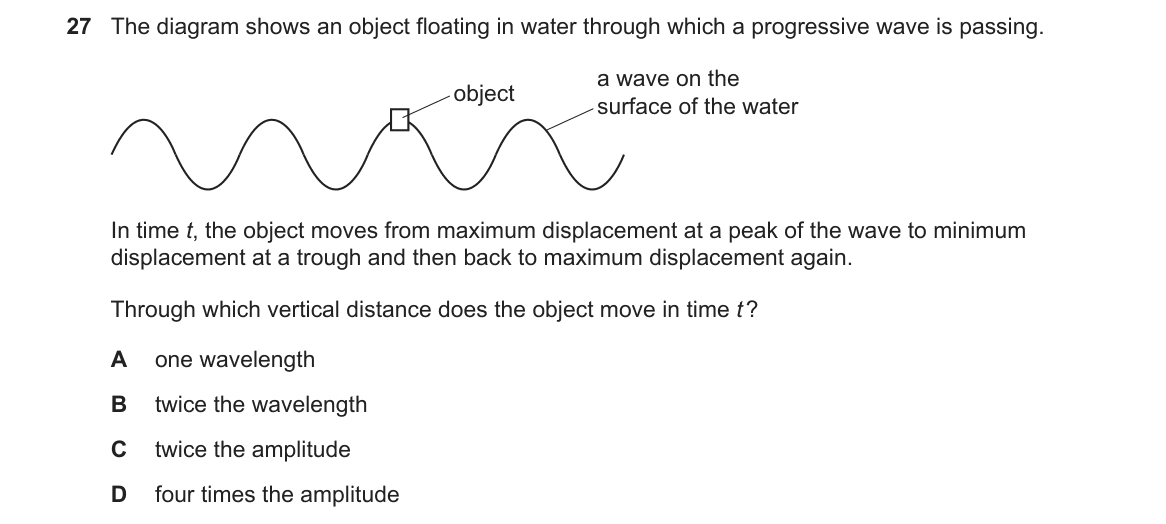 27 The diagram shows an object floating in water through which a progressive wave is passing.
object
a wave on the
surface of the water
In time t, the object moves from maximum displacement at a peak of the wave to minimum
displacement at a trough and then back to maximum displacement again.
Through which vertical distance does the object move in time t?
A one wavelength
B twice the wavelength
C twice the amplitude
D four times the amplitude